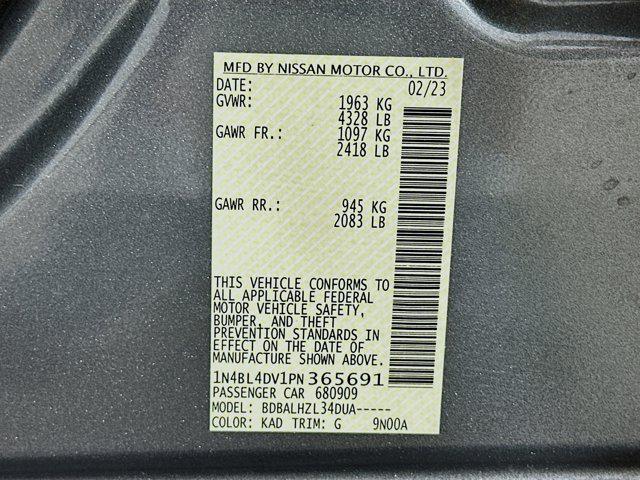 MFD BY NISSAN MOTOR CO., LTD.
DATE: 02/23
GVWR: 1963 KG
4328 LB
GAWR FR.: 1097 KG
2418 LB
GAWR RR.: 945 KG
2083 LB
THIS VEHICLE CONFORMS TO
ALL APPLICABLE FEDERAL
MOTOR VEHICLE SAFETY,
BUMPER, AND THEFT
PREVENTION STANDARDS IN
EFFECT ON THE DATE OF
MANUFACTURE SHOWN ABOVE.
1N4BL4DV1PN365691
PASSENGER CAR 680909
MODEL: BDBALHZL34DUA-----
COLOR: KAD TRIM: G 9N00A